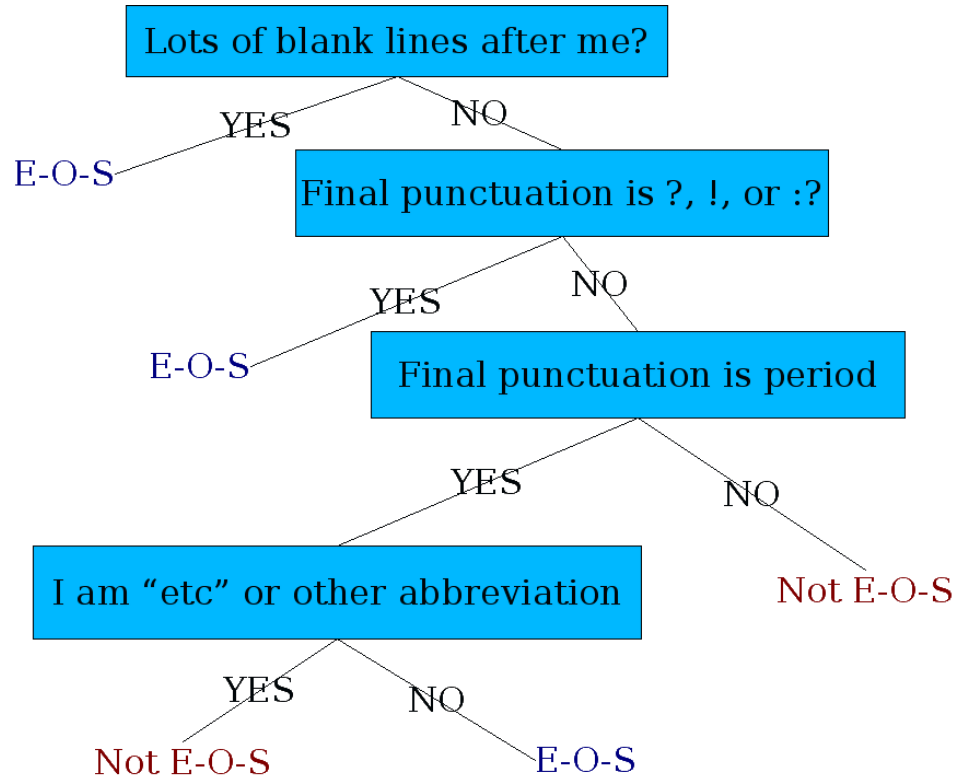 Lots of blank lines after me?
YES
NO
E-O-S
Final punctuation is ?, !, or :?
YES
NO
E-O-S
Final punctuation is period
YES
NO
I am “etc” or other abbreviation
Not E-O-S
YES
NO
Not E-O-S
E-O-S